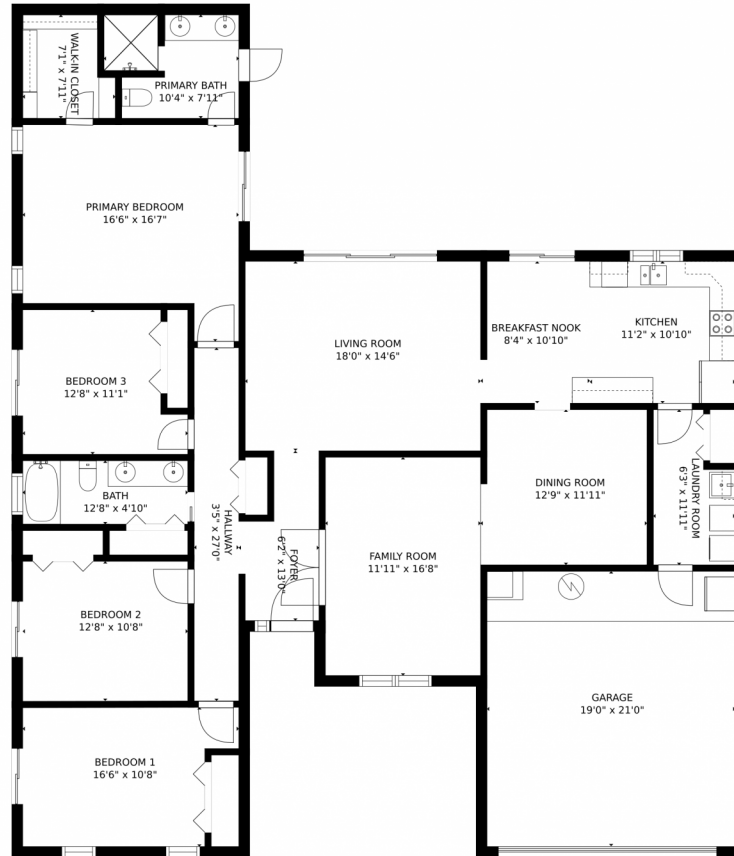 WALK-IN CLOSET
7'1" x 7'11"
PRIMARY BATH
10'4" x 7'11"
PRIMARY BEDROOM
16'6" x 16'7"
LIVING ROOM
18'0" x 14'6"
BREAKFAST NOOK
8'4" x 10'10"
KITCHEN
11'2" x 10'10"
BEDROOM 3
12'8" x 11'1"
BATH
12'8" x 4'10"
HALLWAY
3'5" x 27'0"
FOYER
6'2" x 13'0"
FAMILY ROOM
11'11" x 16'8"
DINING ROOM
12'9" x 11'11"
LAUNDRY ROOM
6'3" x 11'11"
BEDROOM 2
12'8" x 10'8"
GARAGE
19'0" x 21'0"
BEDROOM 1
16'6" x 10'8"